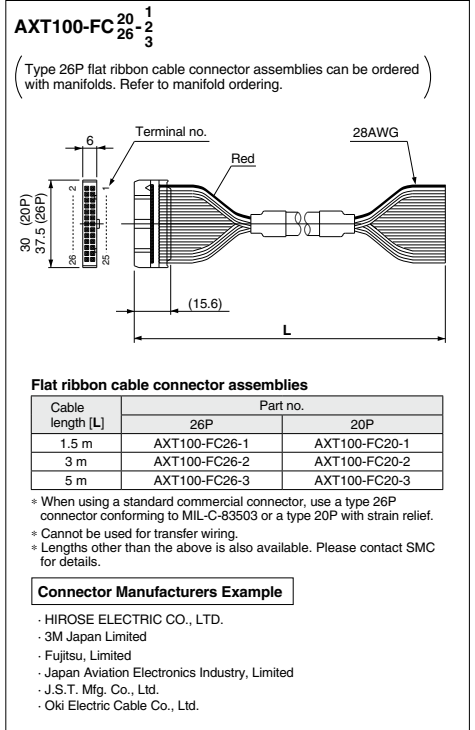 AXT100-FC 20 26 - 1 2 3
(Type 26P flat ribbon cable connector assemblies can be ordered
with manifolds. Refer to manifold ordering.)
Terminal no.
28AWG
6
Red
2
1
30 (20P)
37.5 (26P)
26
25
(15.6)
L
Flat ribbon cable connector assemblies
Cable length [L] Part no.
26P 20P
1.5 m AXT100-FC26-1 AXT100-FC20-1
3 m AXT100-FC26-2 AXT100-FC20-2
5 m AXT100-FC26-3 AXT100-FC20-3
∗ When using a standard commercial connector, use a type 26P
connector conforming to MIL-C-83503 or a type 20P with strain relief.
∗ Cannot be used for transfer wiring.
∗ Lengths other than the above is also available. Please contact SMC
for details.
Connector Manufacturers Example
· HIROSE ELECTRIC CO., LTD.
· 3M Japan Limited
· Fujitsu, Limited
· Japan Aviation Electronics Industry, Limited
· J.S.T. Mfg. Co., Ltd.
· Oki Electric Cable Co., Ltd.